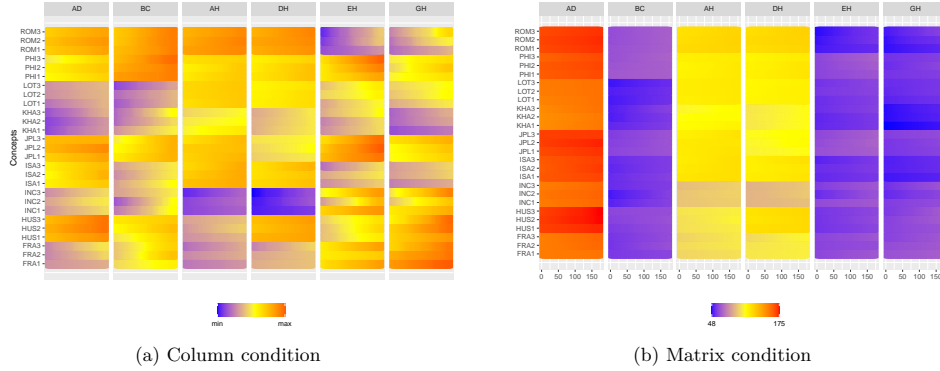 AD BC AH DH EH GH
Concepts
ROM3
ROM2
ROM1
PHI3
PHI2
PHI1
LOT3
LOT2
LOT1
KHA3
KHA2
KHA1
JPL3
JPL2
JPL1
ISA3
ISA2
ISA1
INC3
INC2
INC1
HUS3
HUS2
HUS1
FRA3
FRA2
FRA1
min max
(a) Column condition
AD BC AH DH EH GH
ROM3
ROM2
ROM1
PHI3
PHI2
PHI1
LOT3
LOT2
LOT1
KHA3
KHA2
KHA1
JPL3
JPL2
JPL1
ISA3
ISA2
ISA1
INC3
INC2
INC1
HUS3
HUS2
HUS1
FRA3
FRA2
FRA1
0 50 100 150 0 50 100 150 0 50 100 150 0 50 100 150 0 50 100 150 0 50 100 150
48 175
(b) Matrix condition